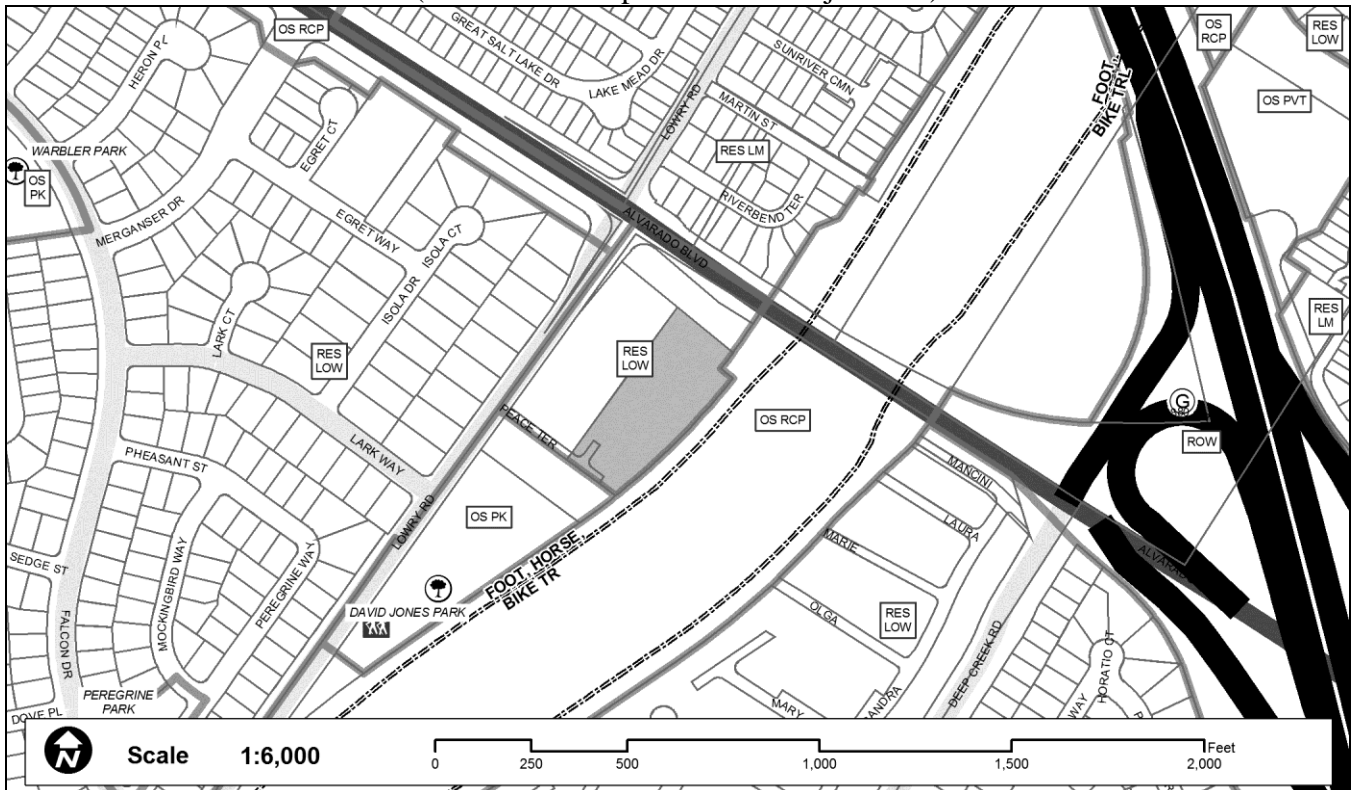 OS RCP
GREAT SALT LAKE DR
LAKE MEAD DR
LOWRY RD
SUNRIVER CMN
MARTIN ST
RES LM
RIVERBEND TER
FOOT,
BIKE TRL
OS
RCP
RES
LOW
OS PVT
HERON PL
EGRET CT
WARBLER PARK
OS
PK
MERGANSER DR
EGRET WAY
ISOLA CT
ISOLA DR
LARK CT
ALVARADO BLVD
RES
LM
RES
LOW
RES
LOW
OS RCP
G
ROW
PEACE TER
LARK WAY
MANCINI
LAURA
MARIE
OLGA
PHEASANT ST
OS PK
LOWRY RD
ALVARADO
SEDGE ST
MOCKINGBIRD WAY
PEREGRINE WAY
FOOT, HORSE,
BIKE TR
DAVID JONES PARK
FALCON DR
RES
LOW
DEEP CREEK RD
HORATIO CT
PEREGRINE
PARK
DOVE PL
MARY
ANDRA
WAY
N
Scale 1:6,000
0 250 500 1,000 1,500 2,000
Feet